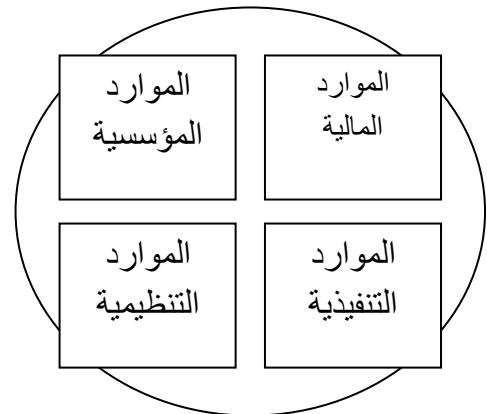 الموارد
المالية
الموارد
المؤسسية
الموارد
التنفيذية
الموارد
التنظيمية